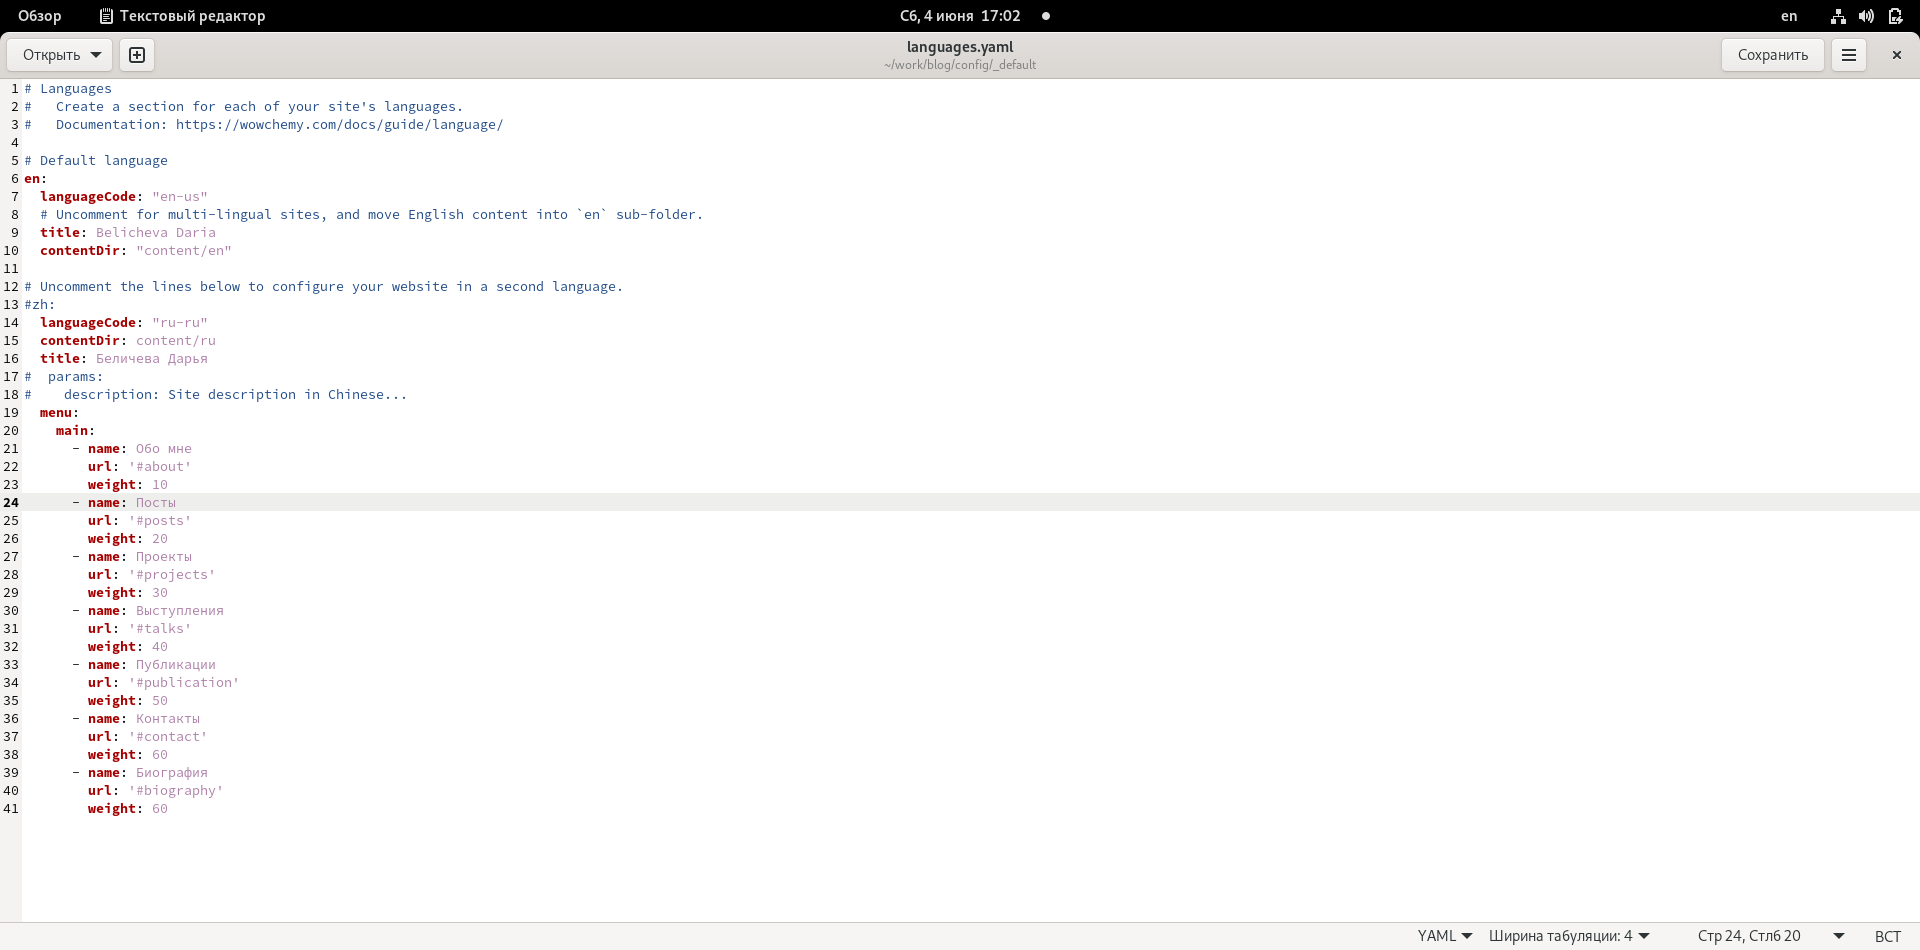 Обзор Текстовый редактор Сб, 4 июня 17:02 en
Открыть languages.yaml Сохранить
~/work/blog/config/_default
1 # Languages
2 #   Create a section for each of your site's languages.
3 #   Documentation: https://wowchemy.com/docs/guide/language/
4
5 # Default language
6 en:
7   languageCode: "en-us"
8   # Uncomment for multi-lingual sites, and move English content into `en` sub-folder.
9   title: Belicheva Daria
10   contentDir: "content/en"
11
12 # Uncomment the lines below to configure your website in a second language.
13 #zh:
14   languageCode: "ru-ru"
15   contentDir: content/ru
16   title: Беличева Дарья
17 #  params:
18 #    description: Site description in Chinese...
19   menu:
20     main:
21       - name: Обо мне
22         url: '#about'
23         weight: 10
24       - name: Посты
25         url: '#posts'
26         weight: 20
27       - name: Проекты
28         url: '#projects'
29         weight: 30
30       - name: Выступления
31         url: '#talks'
32         weight: 40
33       - name: Публикации
34         url: '#publication'
35         weight: 50
36       - name: Контакты
37         url: '#contact'
38         weight: 60
39       - name: Биография
40         url: '#biography'
41         weight: 60
YAML Ширина табуляции: 4 Стр 24, Стлб 20 ВСТ